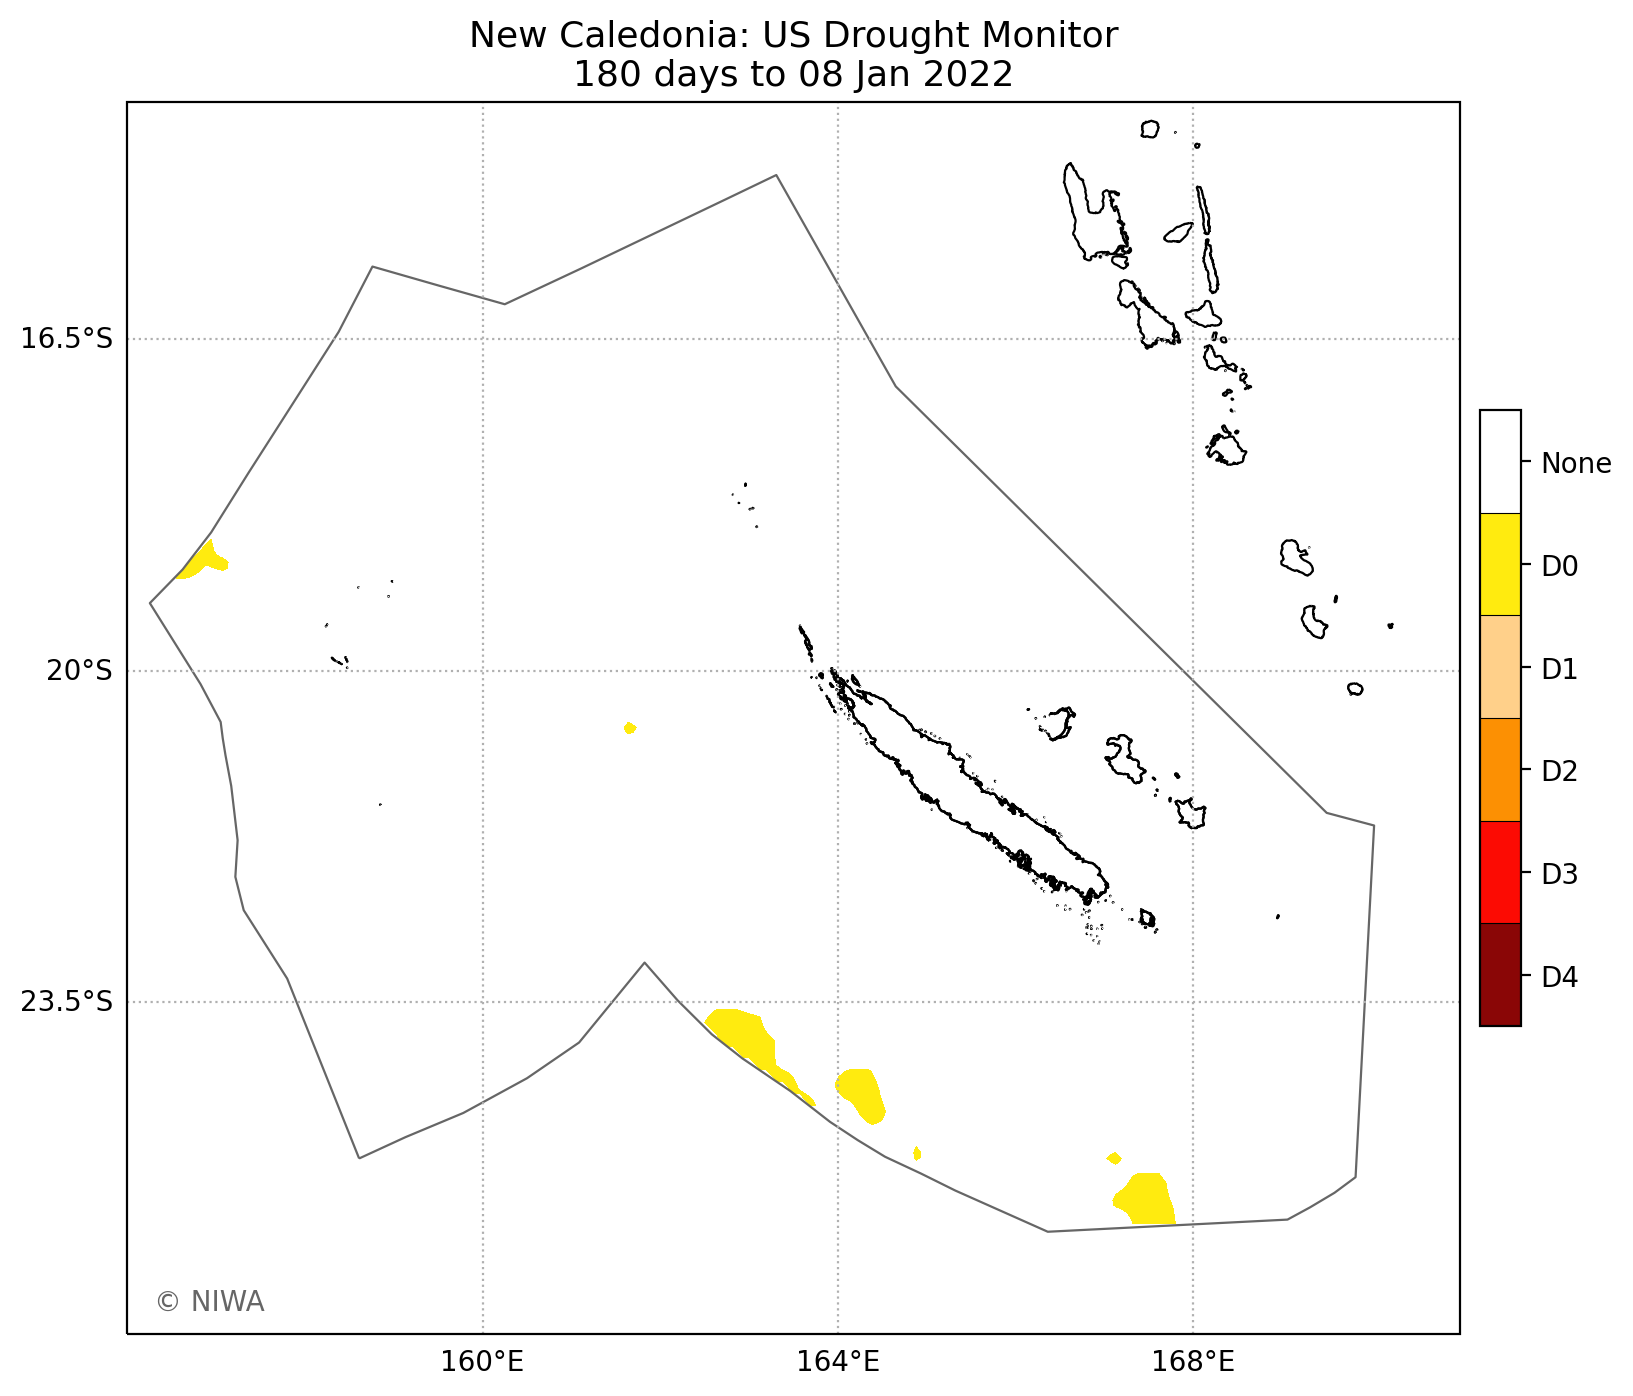 New Caledonia: US Drought Monitor
180 days to 08 Jan 2022
16.5°S
20°S
23.5°S
160°E
164°E
168°E
None
D0
D1
D2
D3
D4
© NIWA